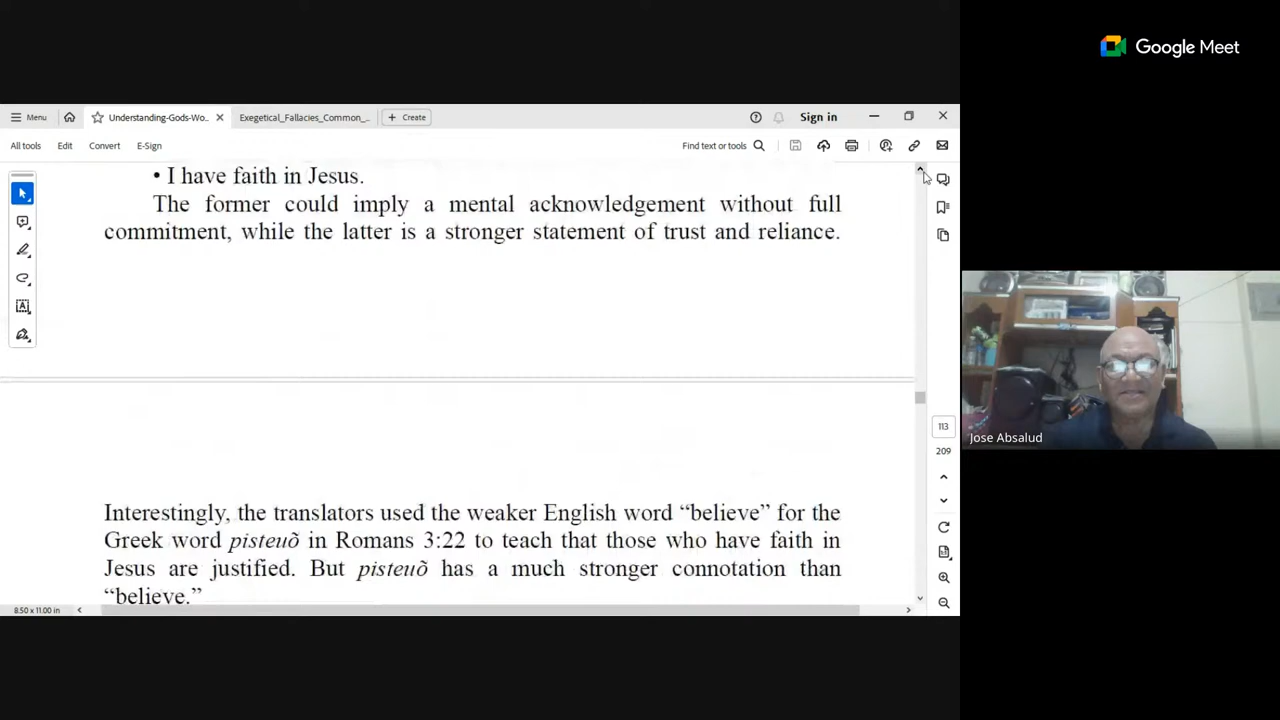 Google Meet
Menu
Understanding-Gods-Wo...
Exegetical_Fallacies_Common_...
Create
Sign in
All tools
Edit
Convert
E-Sign
Find text or tools
• I have faith in Jesus.
The former could imply a mental acknowledgement without full
commitment, while the latter is a stronger statement of trust and reliance.
Interestingly, the translators used the weaker English word “believe” for the
Greek word pisteuõ in Romans 3:22 to teach that those who have faith in
Jesus are justified. But pisteuõ has a much stronger connotation than
“believe.”
113
209
8.50 x 11.00 in
Jose Absalud